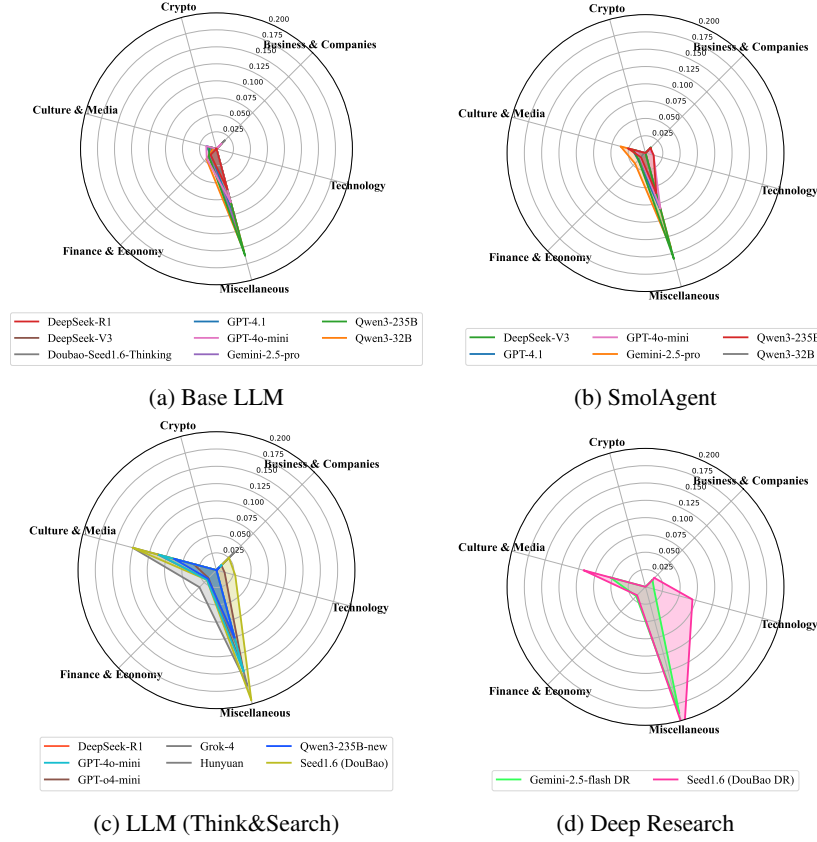 Crypto
0.200
Business & Companies
0.175
0.150
0.125
0.100
0.075
0.050
0.025
Culture & Media
Technology
Finance & Economy
Miscellaneous
DeepSeek-R1 GPT-4.1 Qwen3-235B
DeepSeek-V3 GPT-4o-mini Qwen3-32B
Doubao-Seed1.6-Thinking Gemini-2.5-pro
(a) Base LLM
Crypto
0.200
Business & Companies
0.175
0.150
0.125
0.100
0.075
0.050
0.025
Culture & Media
Technology
Finance & Economy
Miscellaneous
DeepSeek-V3 GPT-4o-mini Qwen3-235B
GPT-4.1 Gemini-2.5-pro Qwen3-32B
(b) SmolAgent
Crypto
0.200
Business & Companies
0.175
0.150
0.125
0.100
0.075
0.050
0.025
Culture & Media
Technology
Finance & Economy
Miscellaneous
DeepSeek-R1 Grok-4 Qwen3-235B-new
GPT-4o-mini Hunyuan Seed1.6 (DouBao)
GPT-o4-mini
(c) LLM (Think&Search)
Crypto
0.200
Business & Companies
0.175
0.150
0.125
0.100
0.075
0.050
0.025
Culture & Media
Technology
Finance & Economy
Miscellaneous
Gemini-2.5-flash DR Seed1.6 (DouBao DR)
(d) Deep Research